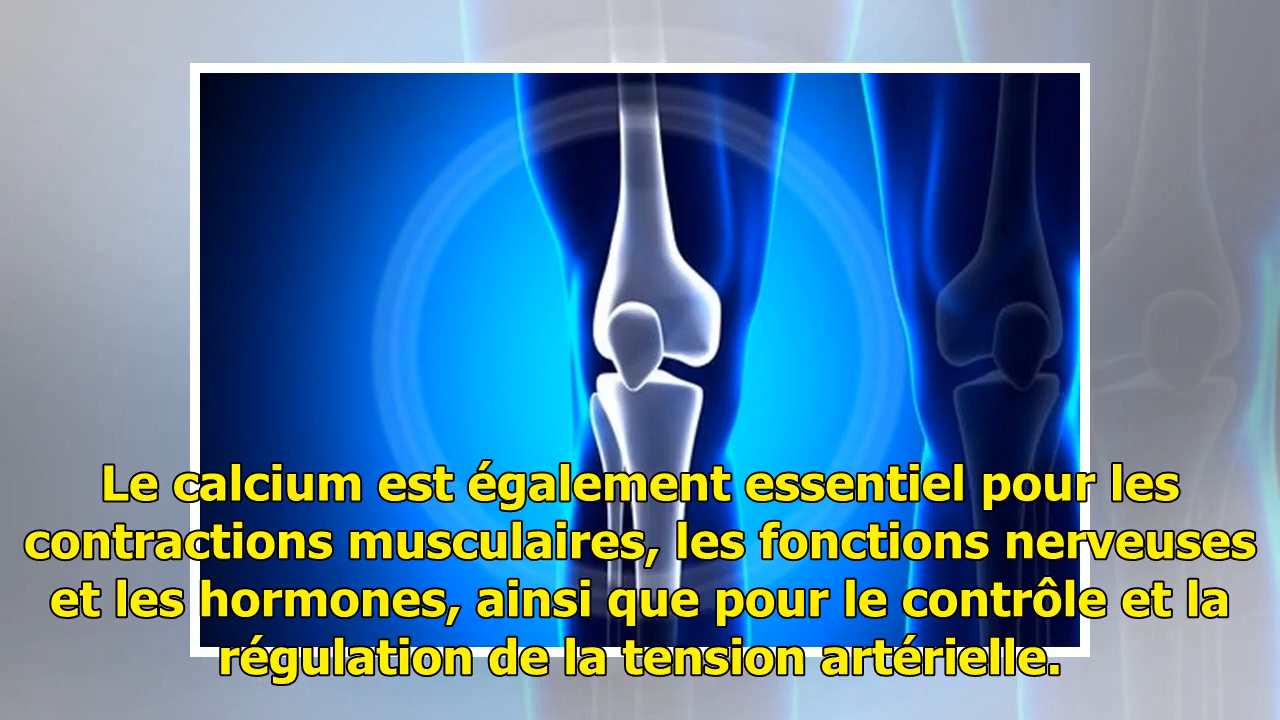 Le calcium est également essentiel pour les
contractions musculaires, les fonctions nerveuses
et les hormones, ainsi que pour le contrôle et la
régulation de la tension artérielle.